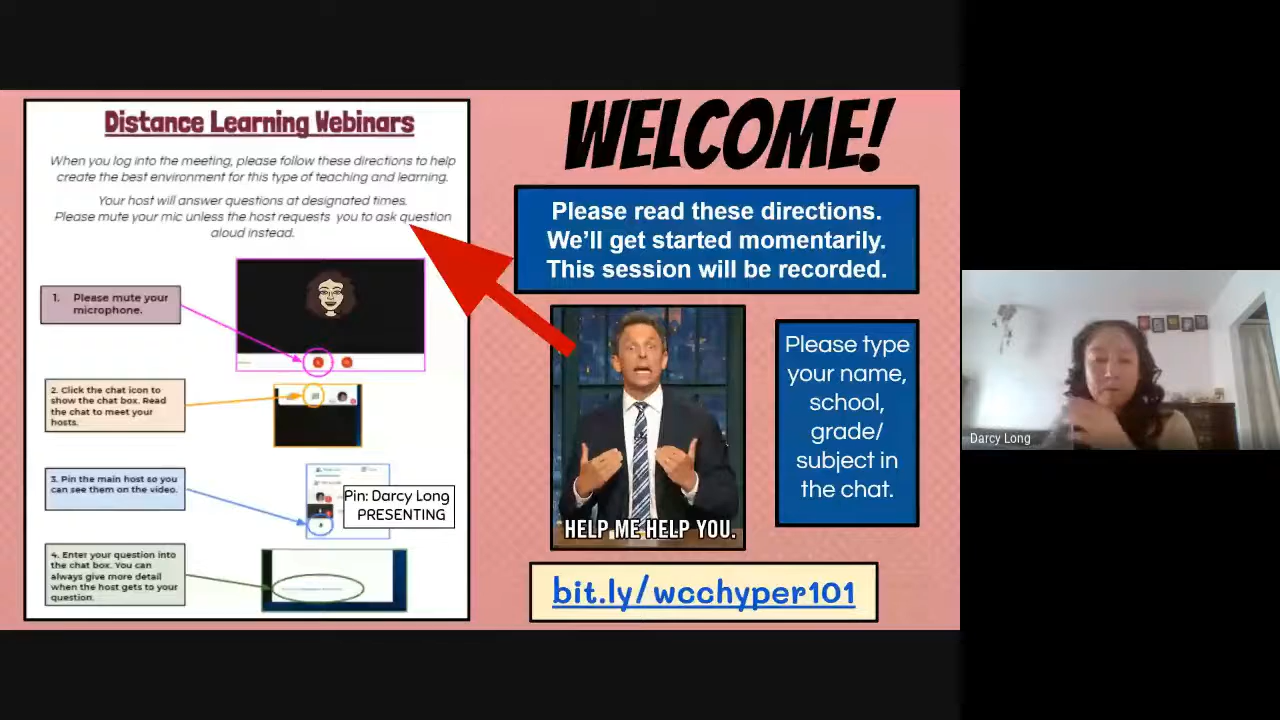 Distance Learning Webinars
When you log into the meeting, please follow these directions to help
create the best environment for this type of teaching and learning.
Your host will answer questions at designated times.
Please mute your mic unless the host requests you to ask question
aloud instead.
1. Please mute your
microphone.
2. Click the chat icon to
show the chat box. Read
the chat to meet your
hosts.
3. Pin the main host so you
can see them on the video.
Pin: Darcy Long
PRESENTING
4. Enter your question into
the chat box. You can
always give more detail
when the host gets to your
question.
WELCOME!
Please read these directions.
We'll get started momentarily.
This session will be recorded.
HELP ME HELP YOU.
Please type
your name,
school,
grade/
subject in
the chat.
bit.ly/wcchyper101
Darcy Long